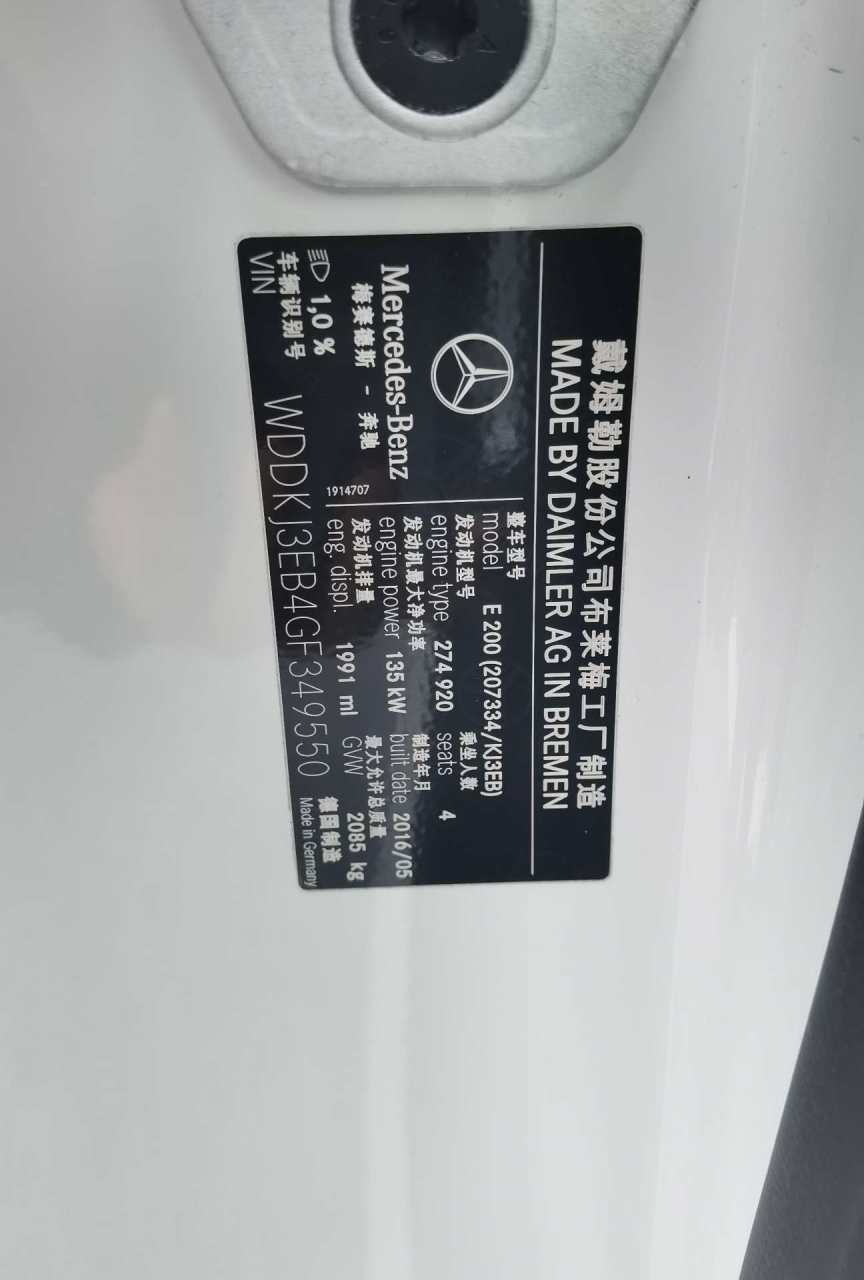 戴姆勒股份公司布莱梅工厂制造
MADE BY DAIMLER AG IN BREMEN
Mercedes-Benz
梅赛德斯 - 奔驰
1,0 %
1914707
整车型号
model E 200 (207334/KJ3EB)
发动机型号 乘坐人数
engine type 274 920 seats 4
发动机最大净功率 制造年月
engine power 135 kW built date 2016/05
发动机排量 最大允许总质量
eng. displ. 1991 ml GVW 2085 kg
车辆识别号 德国制造
VIN WDDKJ3EB4GF349550 Made in Germany